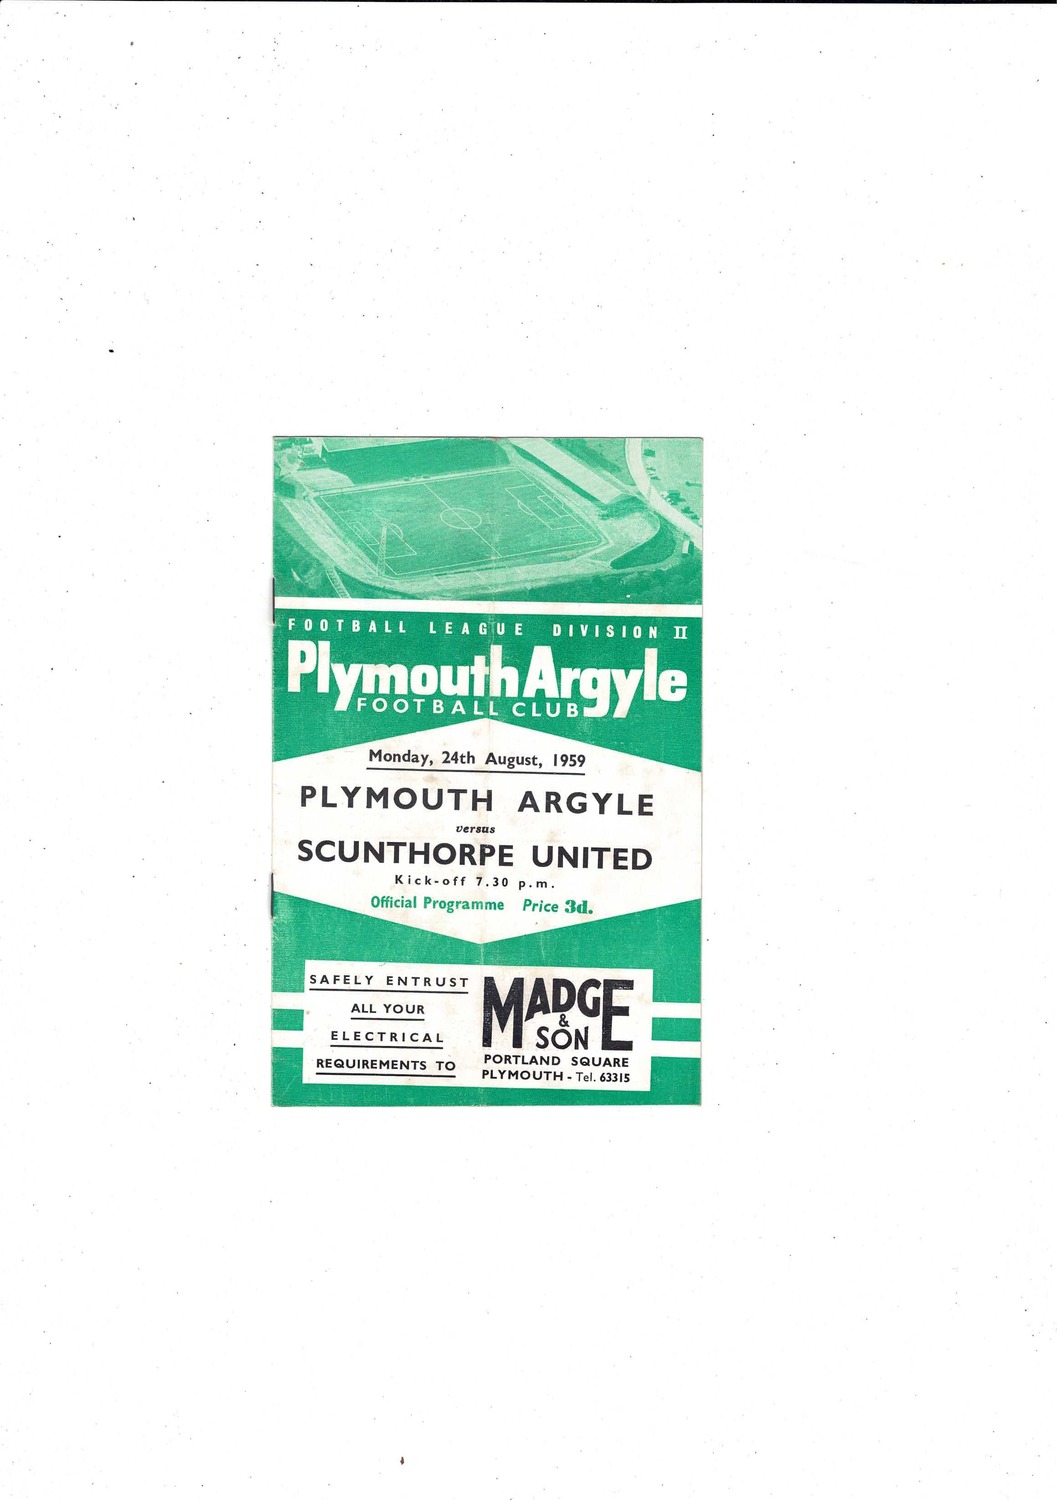 FOOTBALL LEAGUE DIVISION II
Plymouth Argyle
FOOTBALL CLUB
Monday, 24th August, 1959
PLYMOUTH ARGYLE
versus
SCUNTHORPE UNITED
Kick-off 7.30 p.m.
Official Programme Price 3d.
SAFELY ENTRUST
ALL YOUR
ELECTRICAL
REQUIREMENTS TO
MADGE
& SON
PORTLAND SQUARE
PLYMOUTH - Tel. 63315